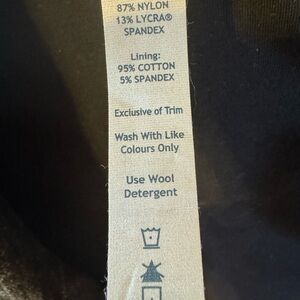 87% NYLON
13% LYCRA®
SPANDEX
Lining:
95% COTTON
5% SPANDEX
Exclusive of Trim
Wash With Like
Colours Only
Use Wool
Detergent